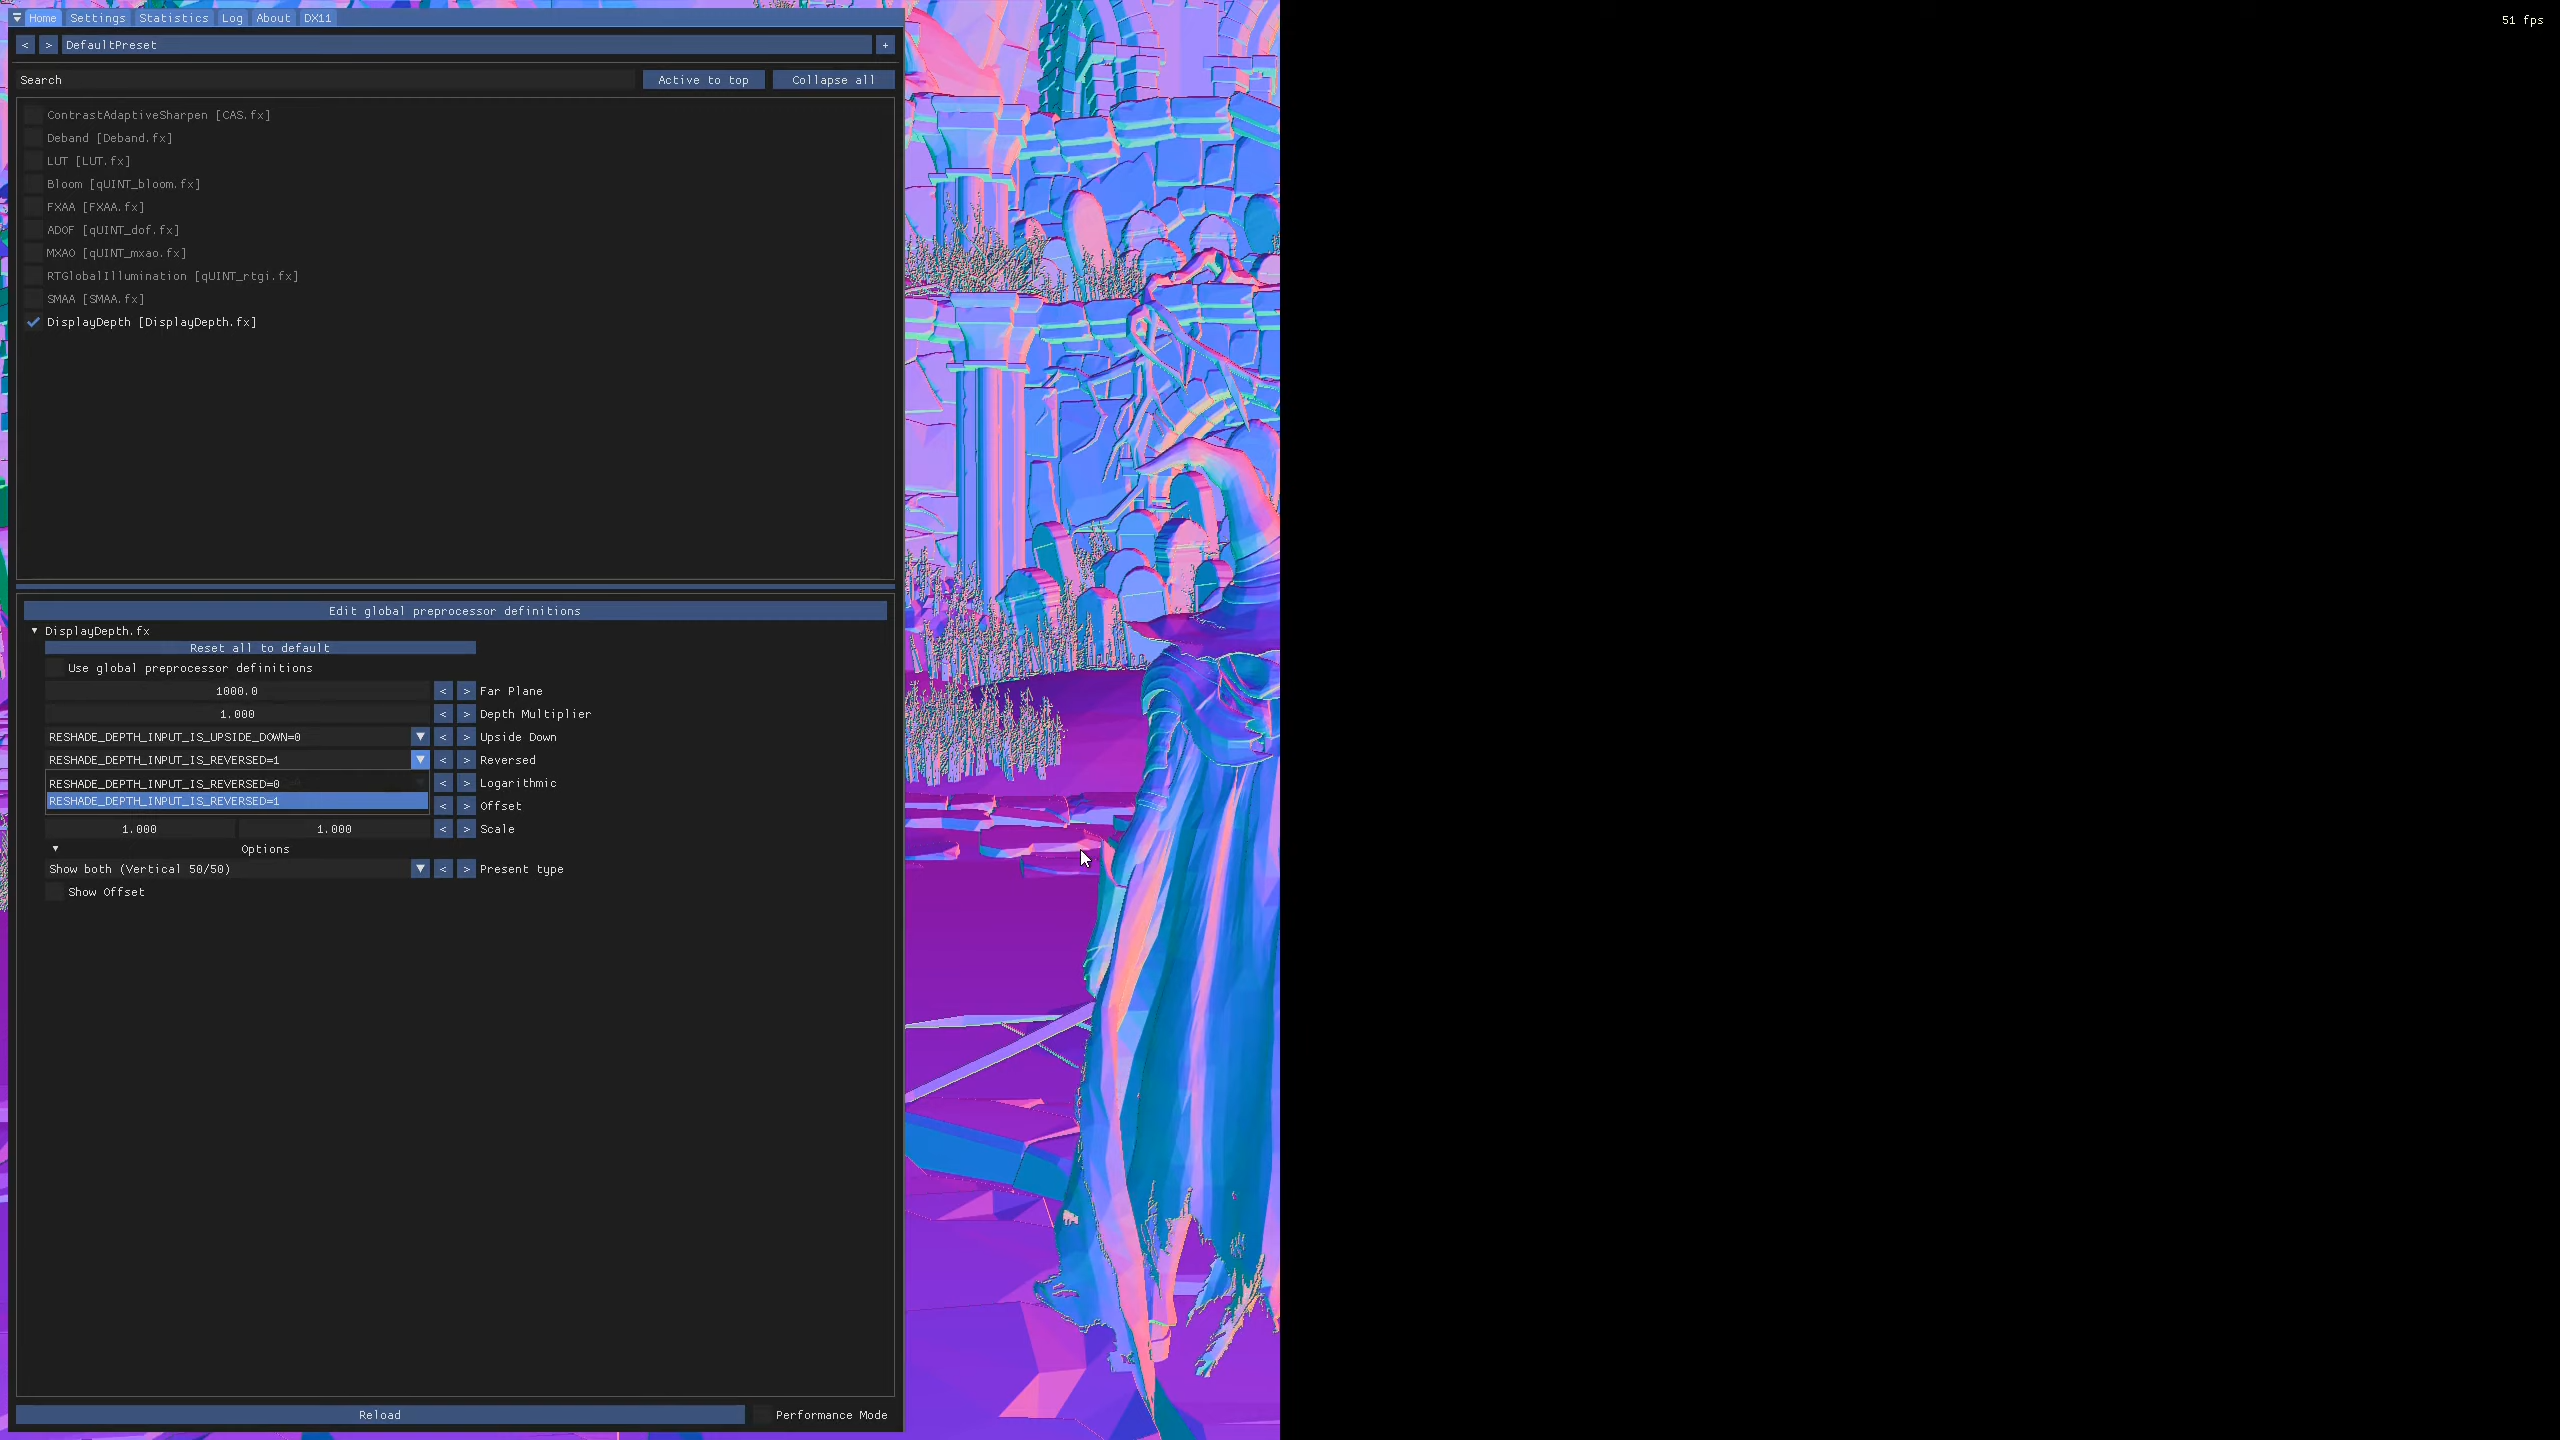 Home Settings Statistics Log About DX11
51 fps
< > DefaultPreset +
Search Active to top Collapse all
ContrastAdaptiveSharpen [CAS.fx]
Deband [Deband.fx]
LUT [LUT.fx]
Bloom [qUINT_bloom.fx]
FXAA [FXAA.fx]
ADOF [qUINT_dof.fx]
MXAO [qUINT_mxao.fx]
RTGlobalIllumination [qUINT_rtgi.fx]
SMAA [SMAA.fx]
DisplayDepth [DisplayDepth.fx]
Edit global preprocessor definitions
DisplayDepth.fx
Reset all to default
Use global preprocessor definitions
1000.0 < > Far Plane
1.000 < > Depth Multiplier
RESHADE_DEPTH_INPUT_IS_UPSIDE_DOWN=0 < > Upside Down
RESHADE_DEPTH_INPUT_IS_REVERSED=1 < > Reversed
RESHADE_DEPTH_INPUT_IS_REVERSED=0 < > Logarithmic
RESHADE_DEPTH_INPUT_IS_REVERSED=1 < > Offset
1.000 1.000 < > Scale
Options
Show both (Vertical 50/50) < > Present type
Show Offset
Reload Performance Mode